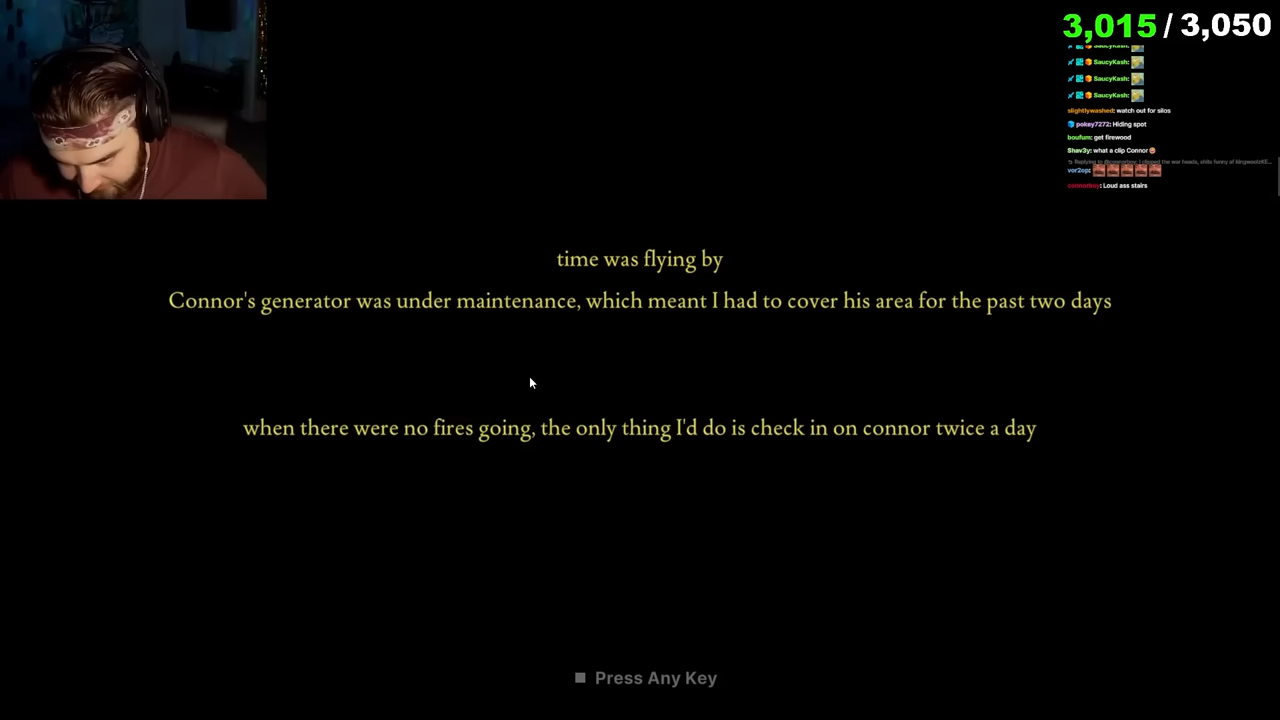 3,015 / 3,050
SaucyKash:
SaucyKash:
SaucyKash:
SaucyKash:
slightlywashed: watch out for silos
pokey7272: Hiding spot
boufum: get firewood
Shav3y: what a clip Connor
vor2op:
connorboy: Loud ass stairs
time was flying by
Connor's generator was under maintenance, which meant I had to cover his area for the past two days
when there were no fires going, the only thing I'd do is check in on connor twice a day
Press Any Key